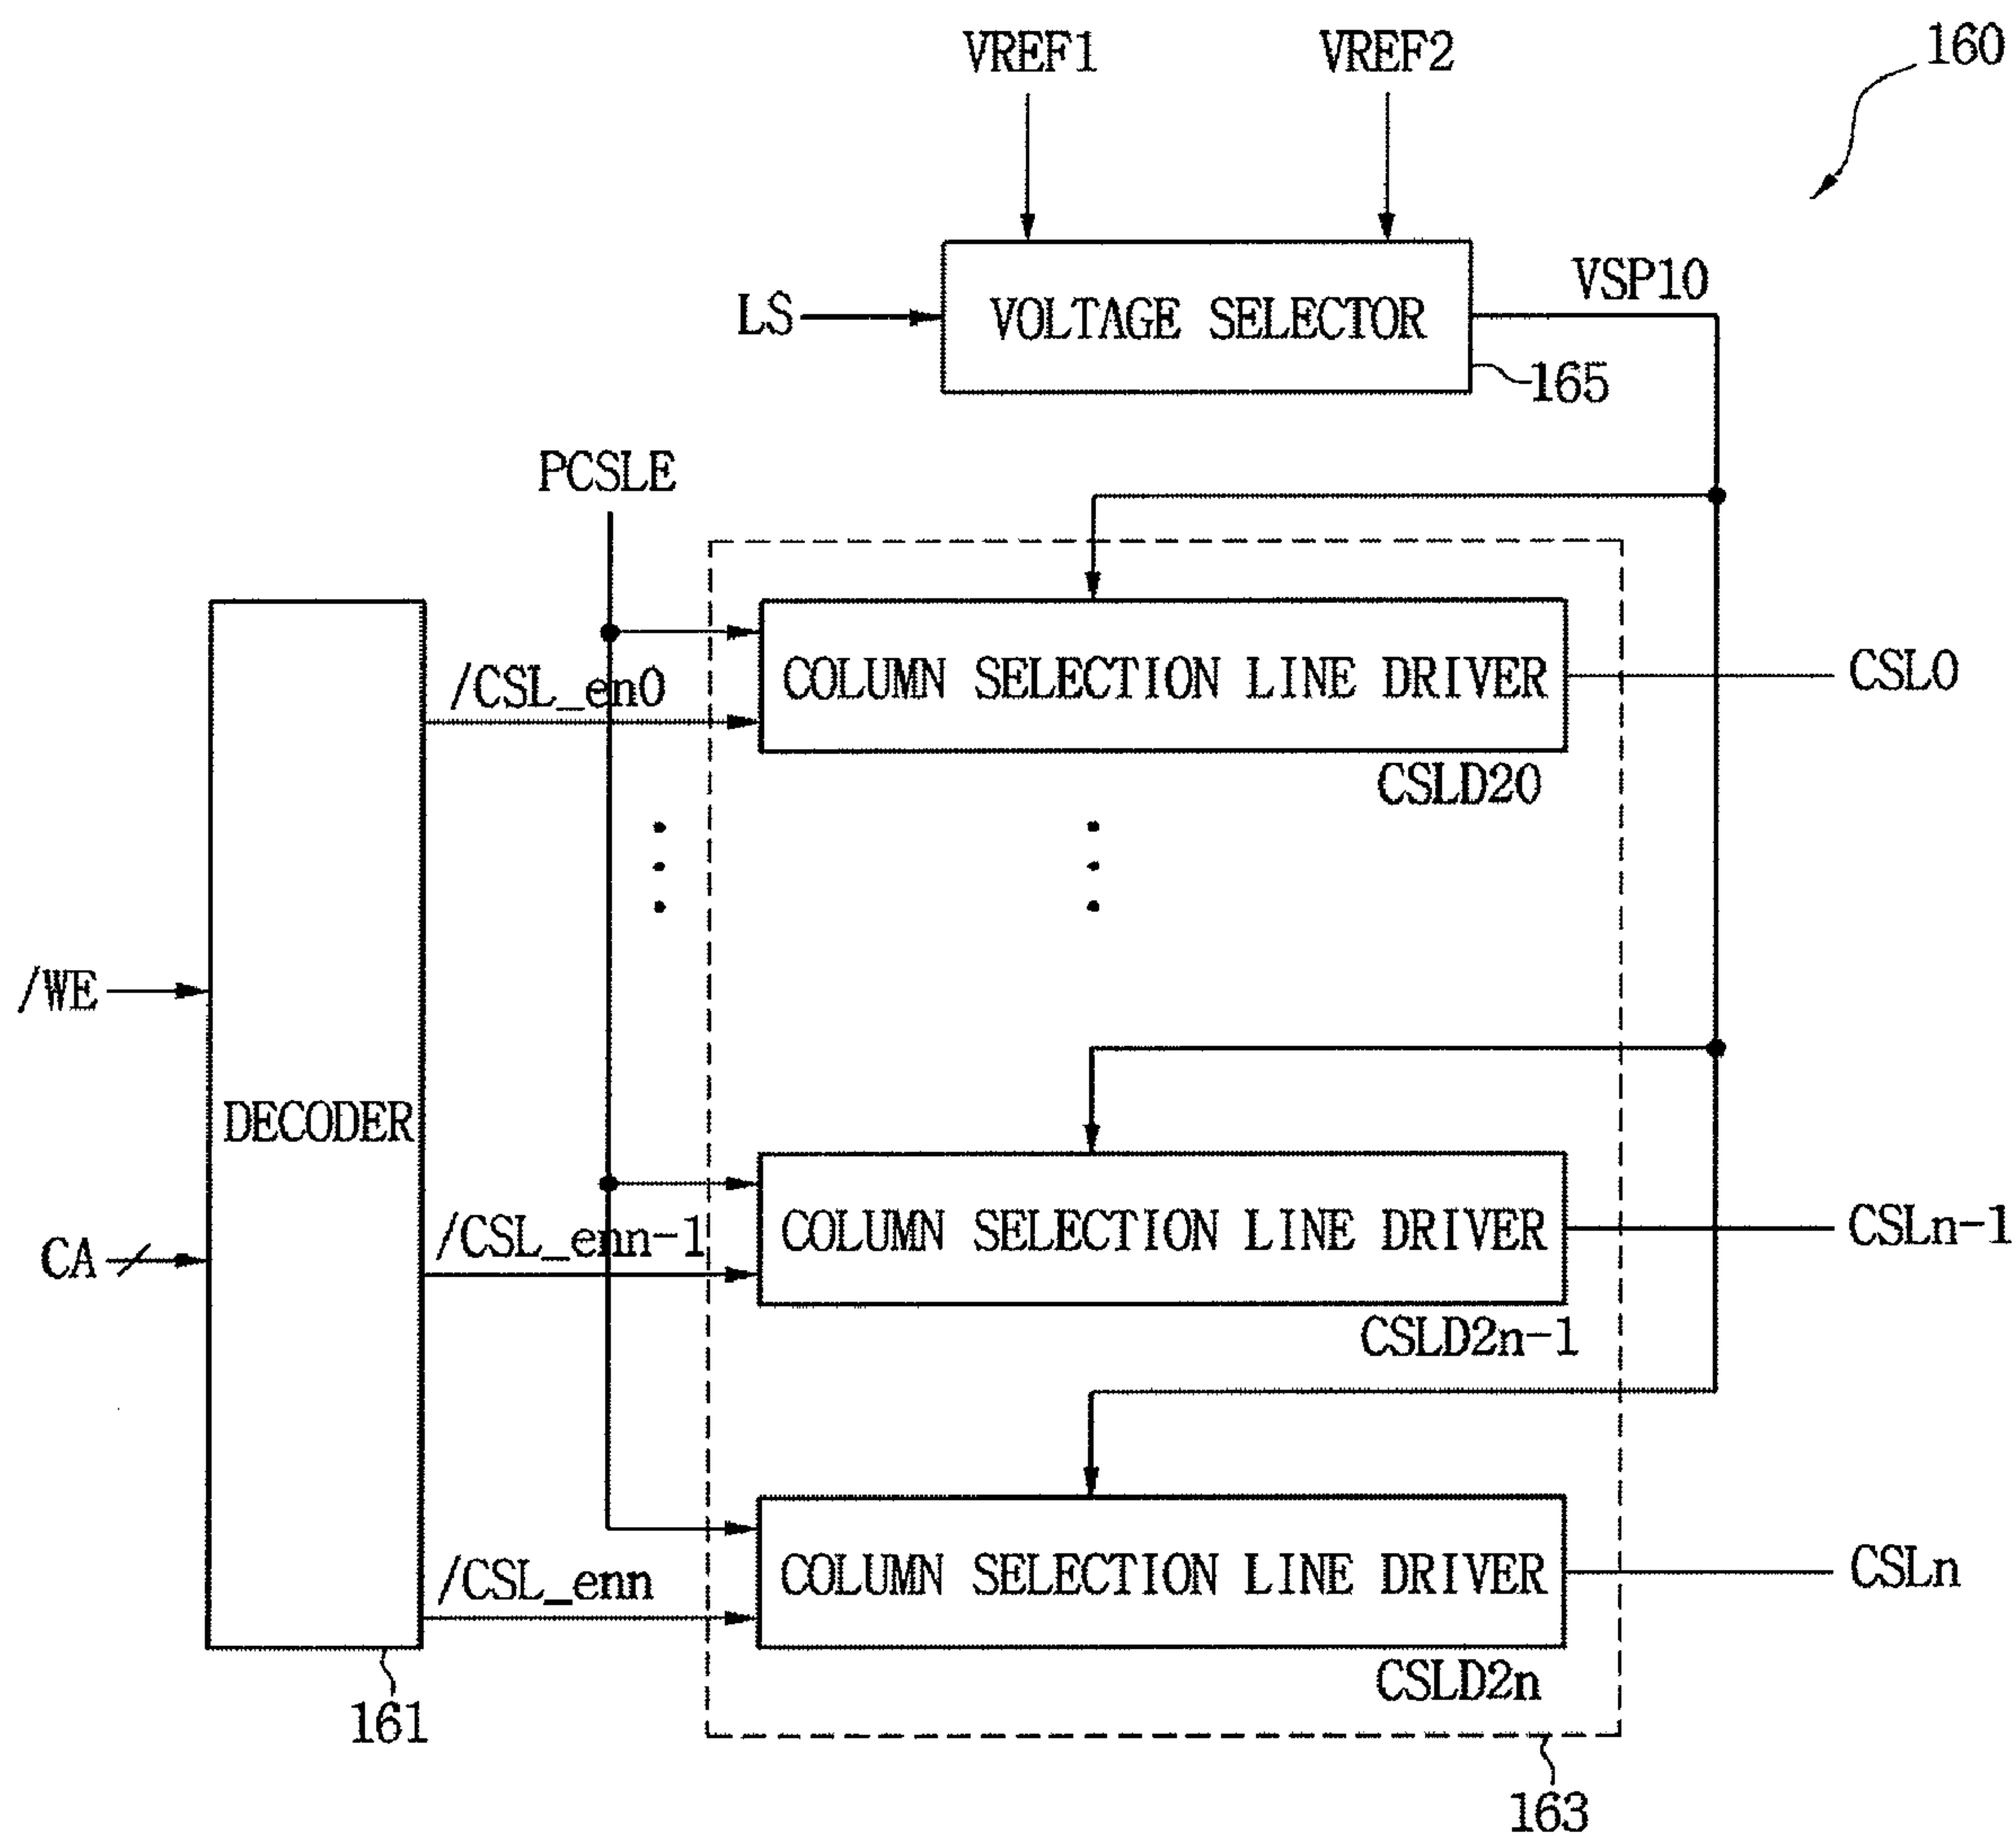 VREF1
VREF2
160
LS
VOLTAGE SELECTOR
VSP10
165
PCSLE
/CSL_en0
COLUMN SELECTION LINE DRIVER
CSL0
CSLD20
/WE
DECODER
CA
/CSL_enn-1
COLUMN SELECTION LINE DRIVER
CSLn-1
CSLD2n-1
/CSL_enn
COLUMN SELECTION LINE DRIVER
CSLn
CSLD2n
161
163